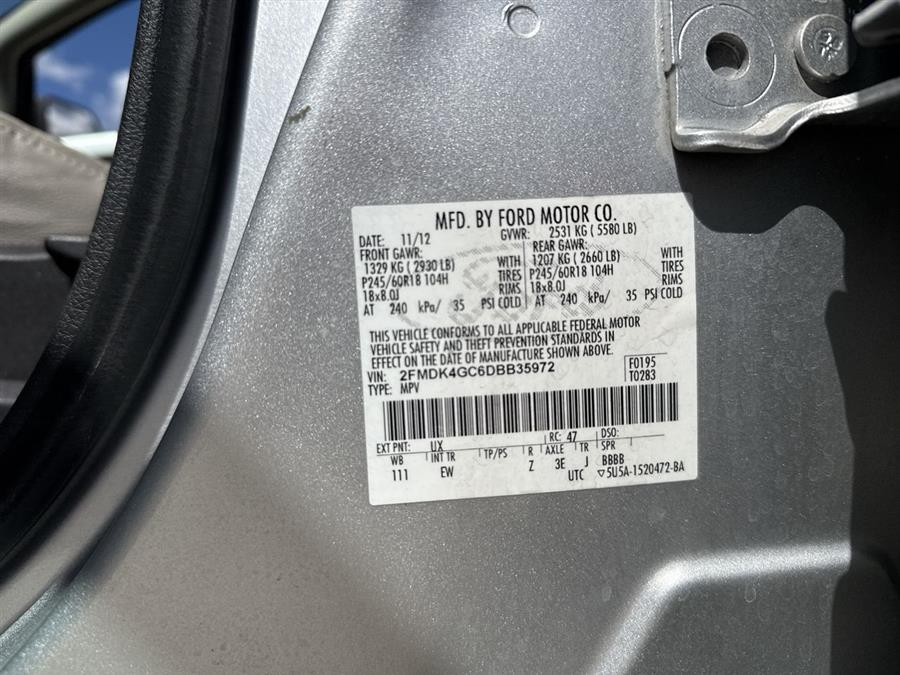 MFD. BY FORD MOTOR CO.
DATE: 11/12 GVWR: 2531 KG ( 5580 LB)
FRONT GAWR: REAR GAWR:
1329 KG ( 2930 LB) WITH 1207 KG ( 2660 LB) WITH
P245/60R18 104H TIRES P245/60R18 104H TIRES
18x8.0J RIMS 18x8.0J RIMS
AT 240 kPa/ 35 PSI COLD AT 240 kPa/ 35 PSI COLD
THIS VEHICLE CONFORMS TO ALL APPLICABLE FEDERAL MOTOR
VEHICLE SAFETY AND THEFT PREVENTION STANDARDS IN
EFFECT ON THE DATE OF MANUFACTURE SHOWN ABOVE.
VIN: 2FMDK4GC6DBB35972 F0195
TYPE: MPV T0283
EXT PNT: UX RC: 47 DSO:
WB INT TR TP/PS R AXLE TR SPR
111 EW Z 3E J BBBB
UTC ▽5U5A-1520472-BA